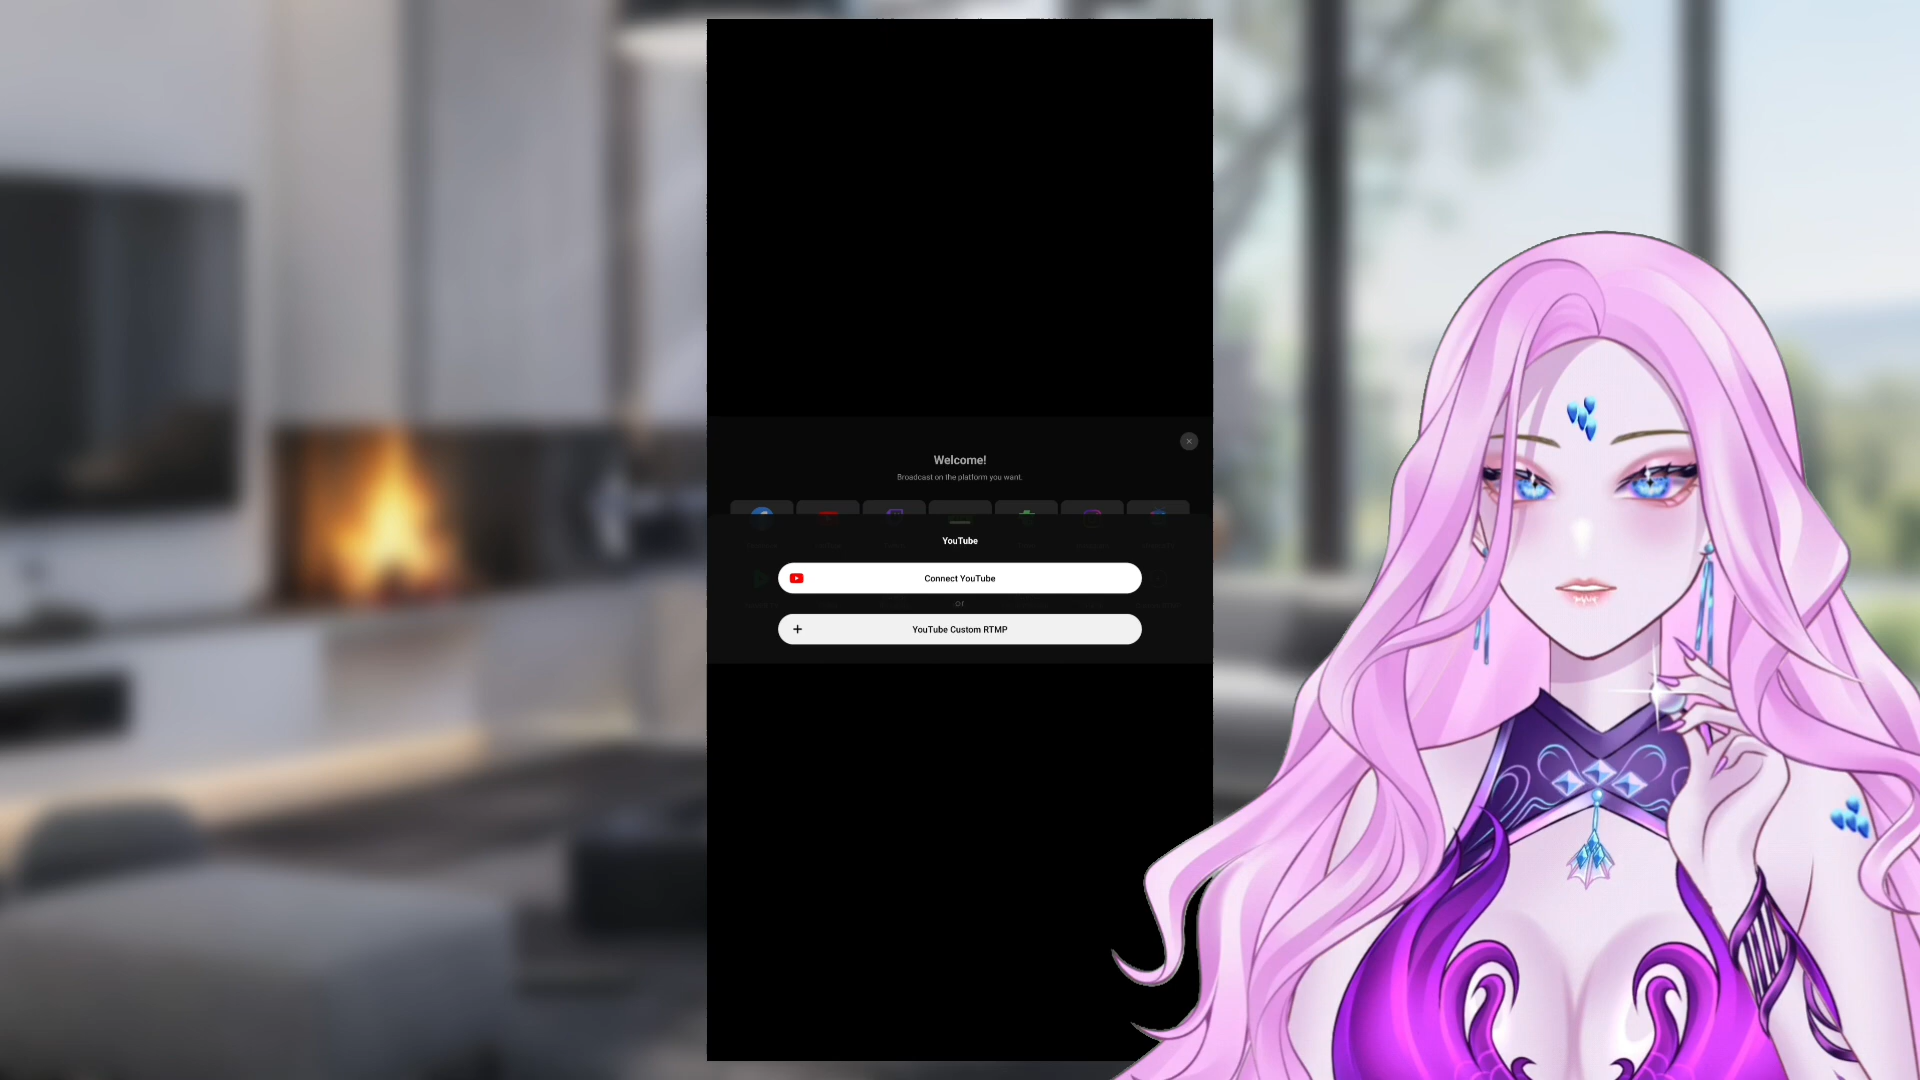 Welcome!
Broadcast on the platform you want.
YouTube
Connect YouTube
or
YouTube Custom RTMP